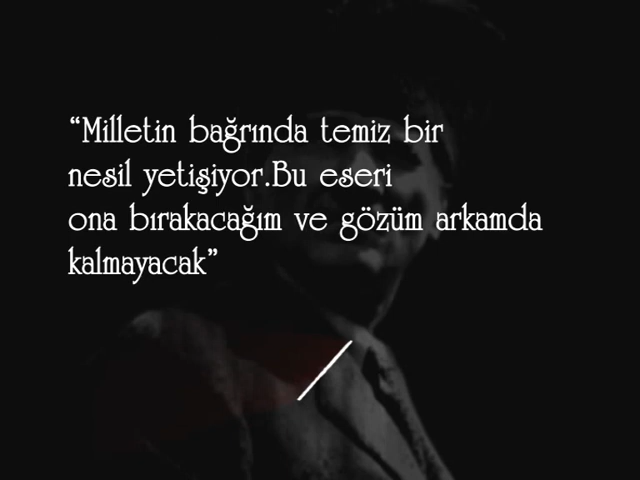 “Milletin bağrında temiz bir
nesil yetişiyor.Bu eseri
ona bırakacağım ve gözüm arkamda
kalmayacak”